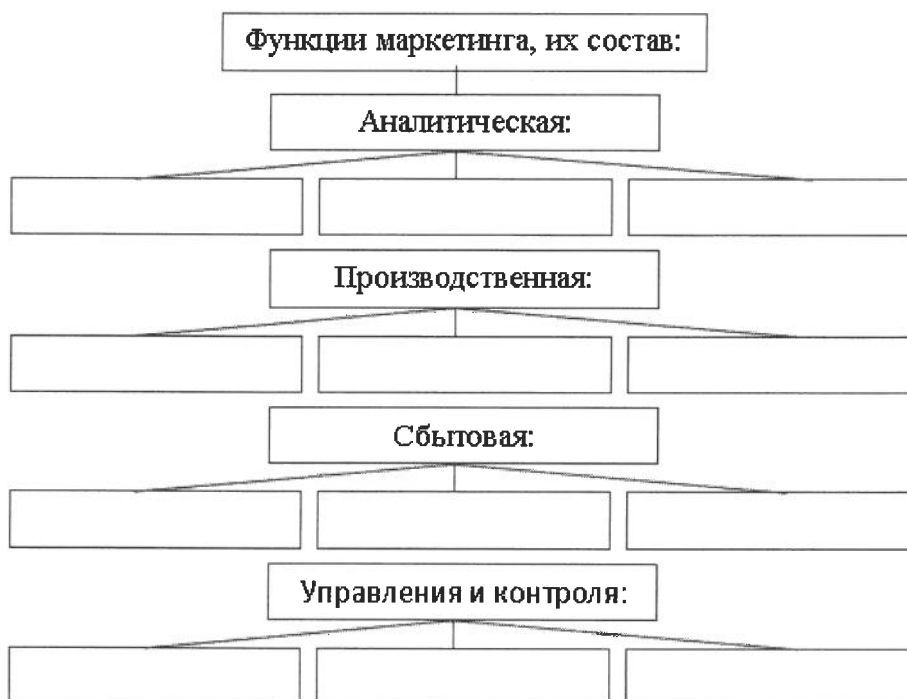 Функции маркетинга, их состав:
Аналитическая:
Производственная:
Сбытовая:
Управления и контроля: